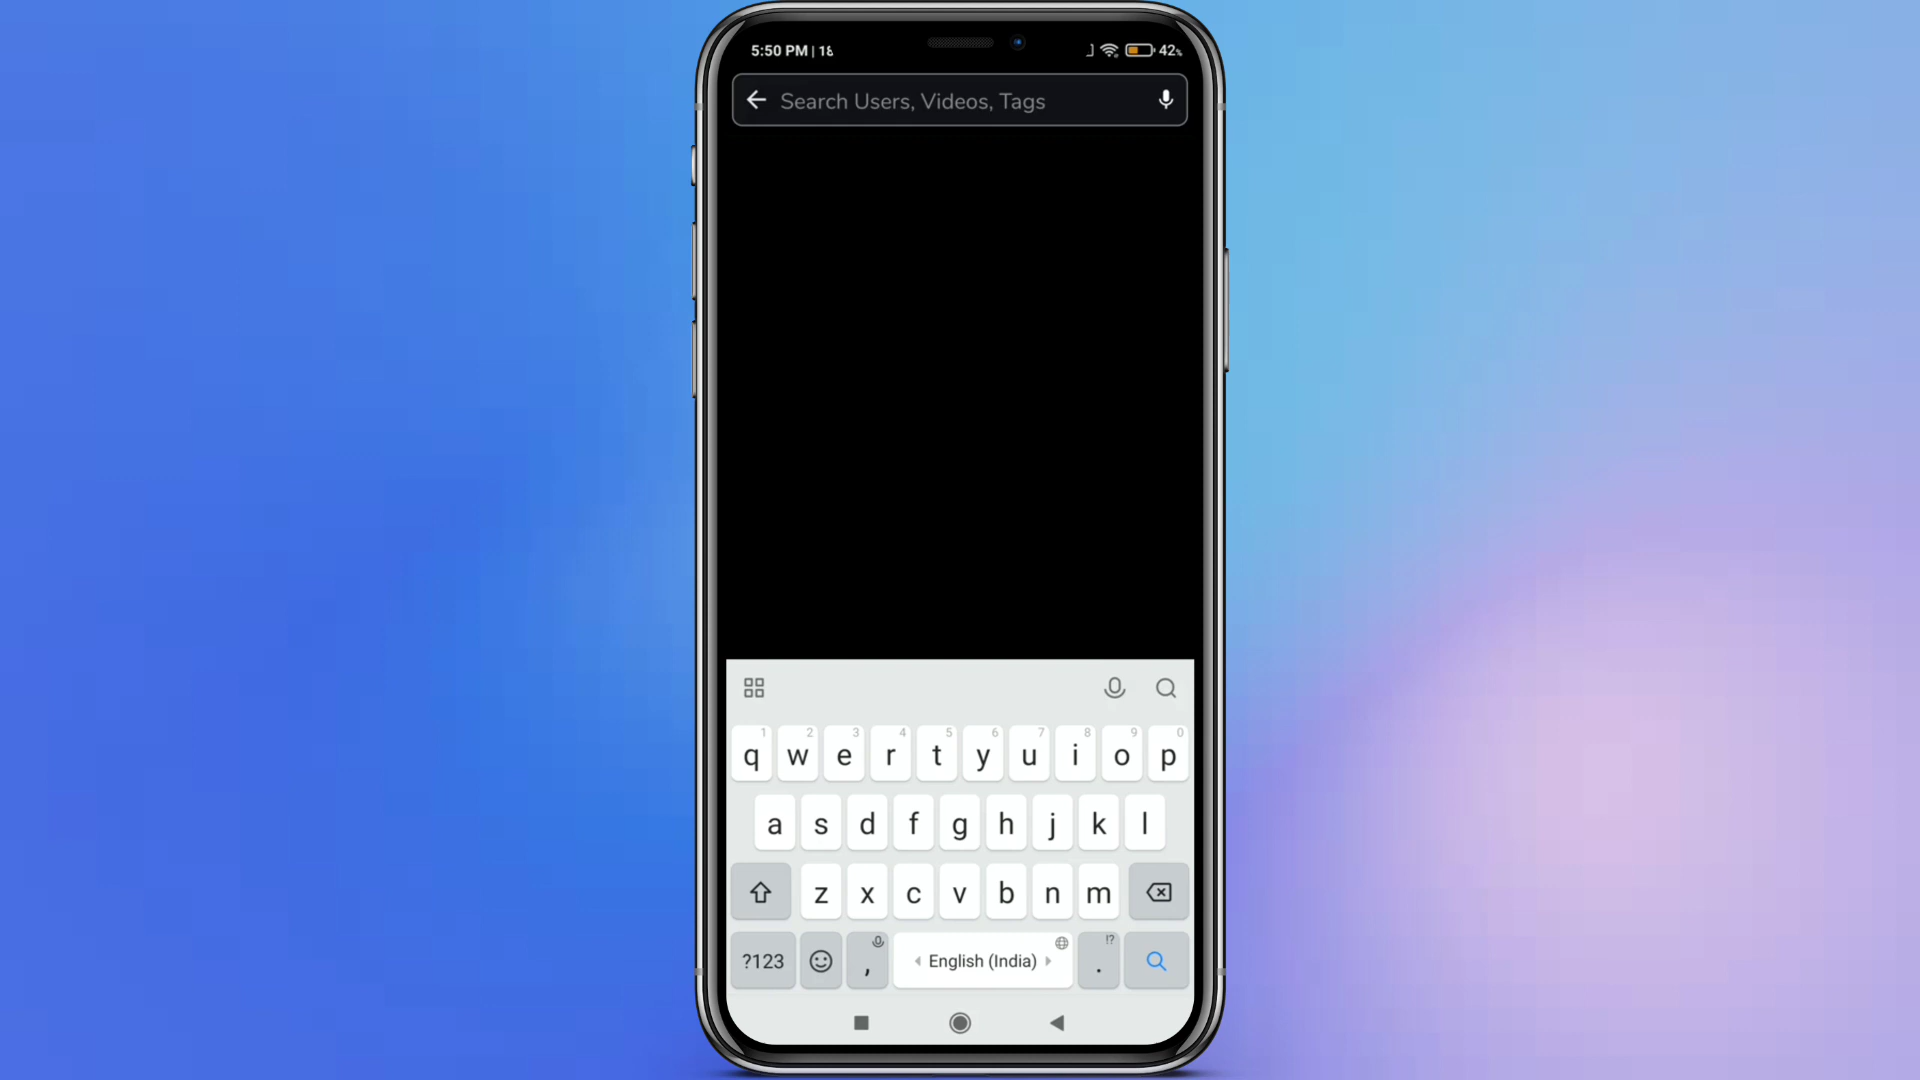 5:50 PM | 42%
Search Users, Videos, Tags
1 2 3 4 5 6 7 8 9 0
q w e r t y u i o p
a s d f g h j k l
z x c v b n m
!?
?123 , English (India) .